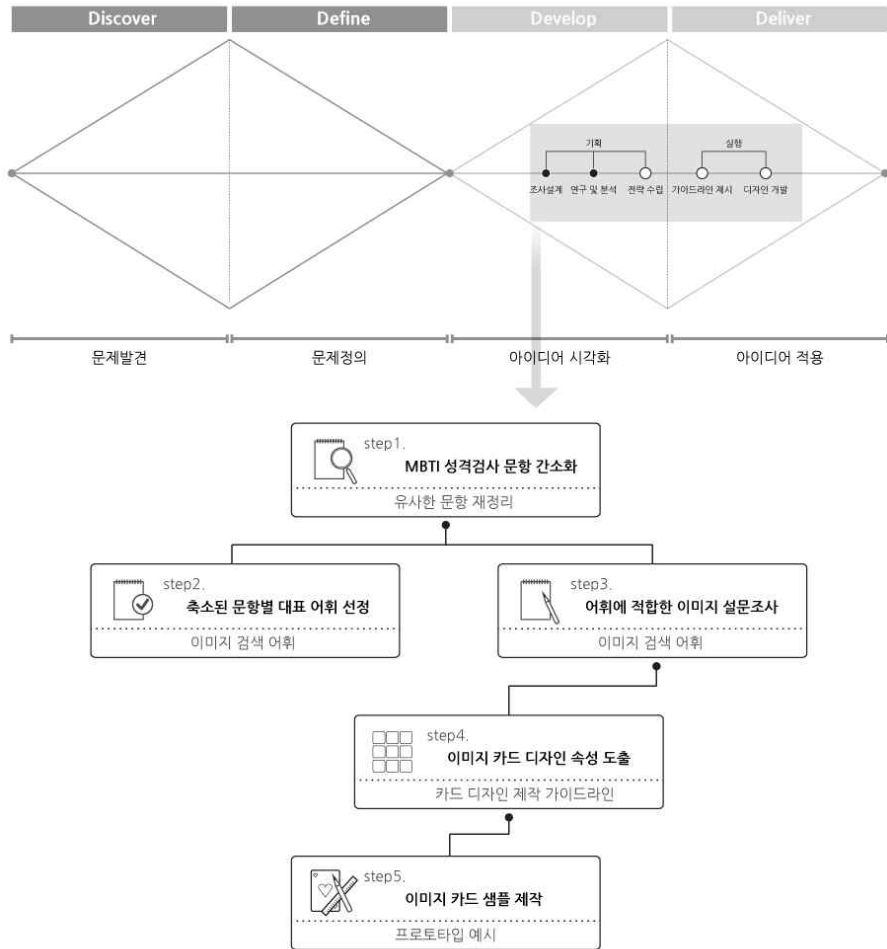 Discover
Define
Develop
Deliver
기획
실행
조사설계
연구 및 분석
전략 수립
가이드라인 제시
디자인 개발
문제발견
문제정의
아이디어 시각화
아이디어 적용
step1.
MBTI 성격검사 문항 간소화
유사한 문항 재정리
step2.
축소된 문항별 대표 어휘 선정
이미지 검색 어휘
step3.
어휘에 적합한 이미지 설문조사
이미지 검색 어휘
step4.
이미지 카드 디자인 속성 도출
카드 디자인 제작 가이드라인
step5.
이미지 카드 샘플 제작
프로토타입 예시